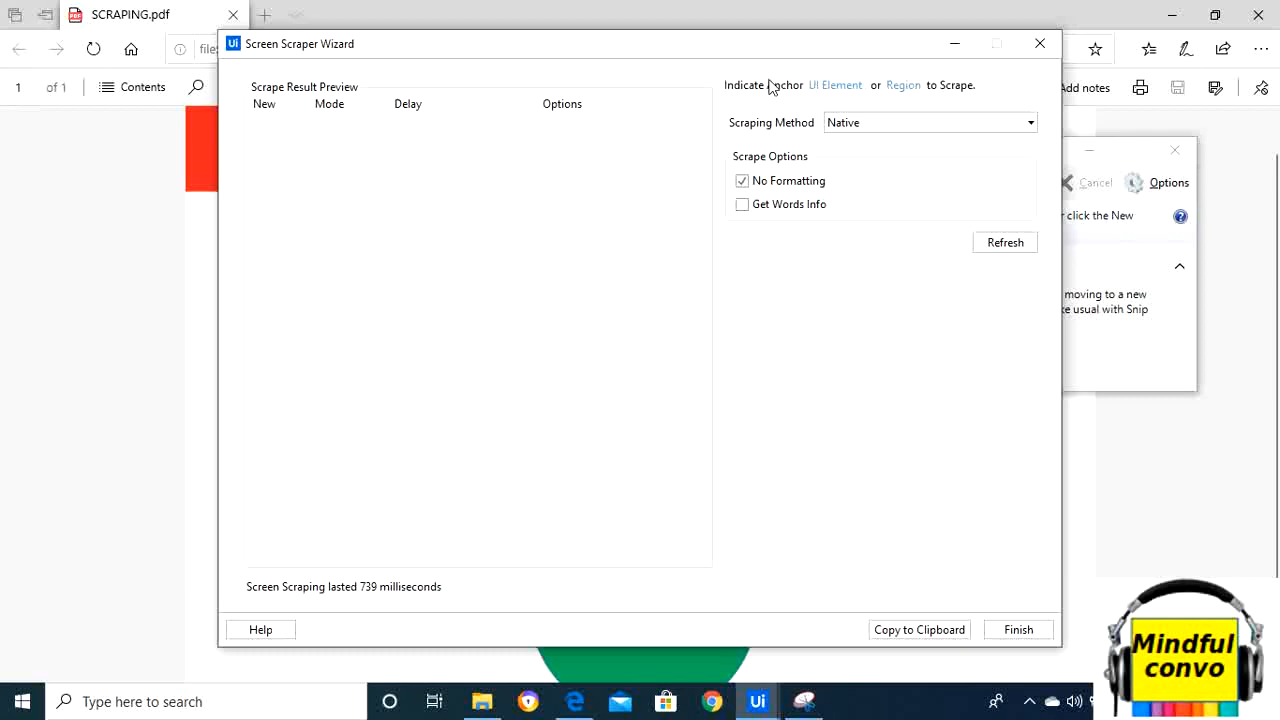 SCRAPING.pdf
Screen Scraper Wizard
file
1 of 1
Contents
Add notes
Scrape Result Preview
New Mode Delay Options
Indicate Anchor UI Element or Region to Scrape.
Scraping Method Native
Scrape Options
No Formatting
Get Words Info
Refresh
Cancel Options
click the New
moving to a new
usual with Snip
Screen Scraping lasted 739 milliseconds
Help
Copy to Clipboard
Finish
Mindful
convo
Type here to search
Ui